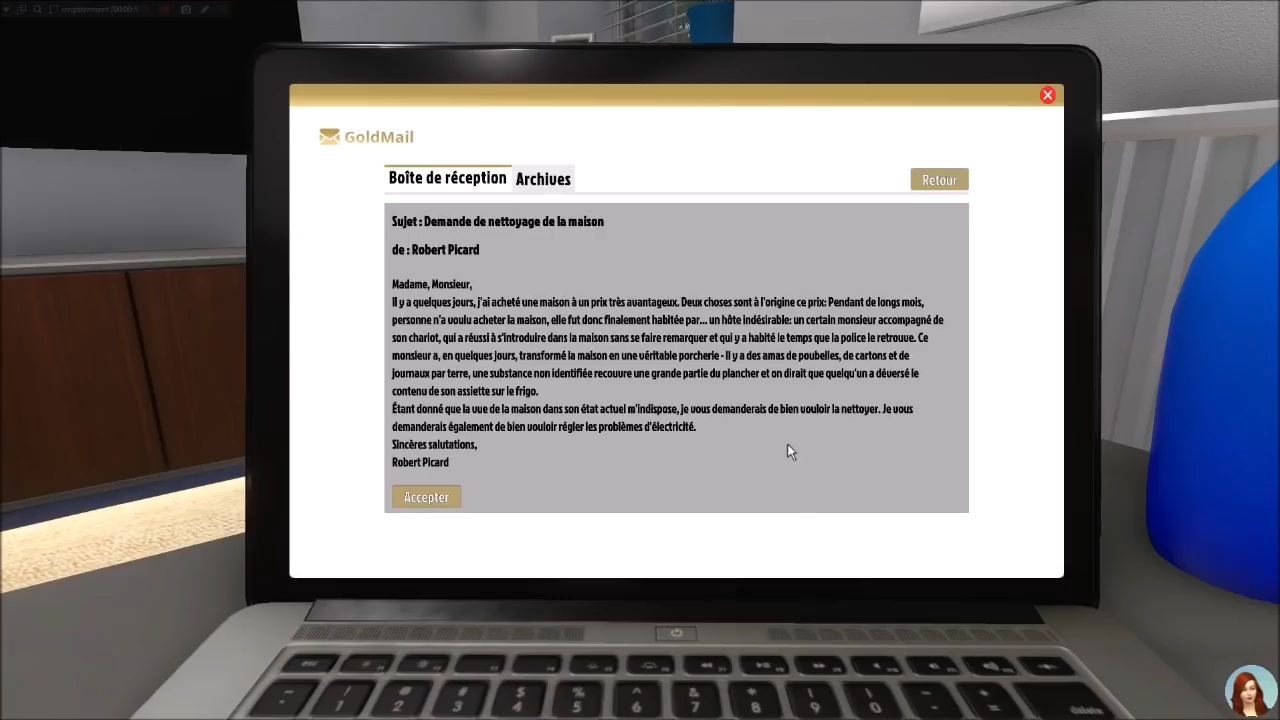 GoldMail
Boîte de réception
Archives
Retour
Sujet : Demande de nettoyage de la maison
de : Robert Picard
Madame, Monsieur,
Il y a quelques jours, j'ai acheté une maison à un prix très avantageux. Deux choses sont à l'origine ce prix: Pendant de longs mois,
personne n'a voulu acheter la maison, elle fut donc finalement habitée par... un hôte indésirable: un certain monsieur accompagné de
son chariot, qui a réussi à s'introduire dans la maison sans se faire remarquer et qui y a habité le temps que la police le retrouve. Ce
monsieur a, en quelques jours, transformé la maison en une véritable porcherie - il y a des amas de poubelles, de cartons et de
journaux par terre, une substance non identifiée recouvre une grande partie du plancher et on dirait que quelqu'un a déversé le
contenu de son assiette sur le frigo.
Étant donné que la vue de la maison dans son état actuel m'indispose, je vous demanderais de bien vouloir la nettoyer. Je vous
demanderais également de bien vouloir régler les problèmes d'électricité.
Sincères salutations,
Robert Picard
Accepter